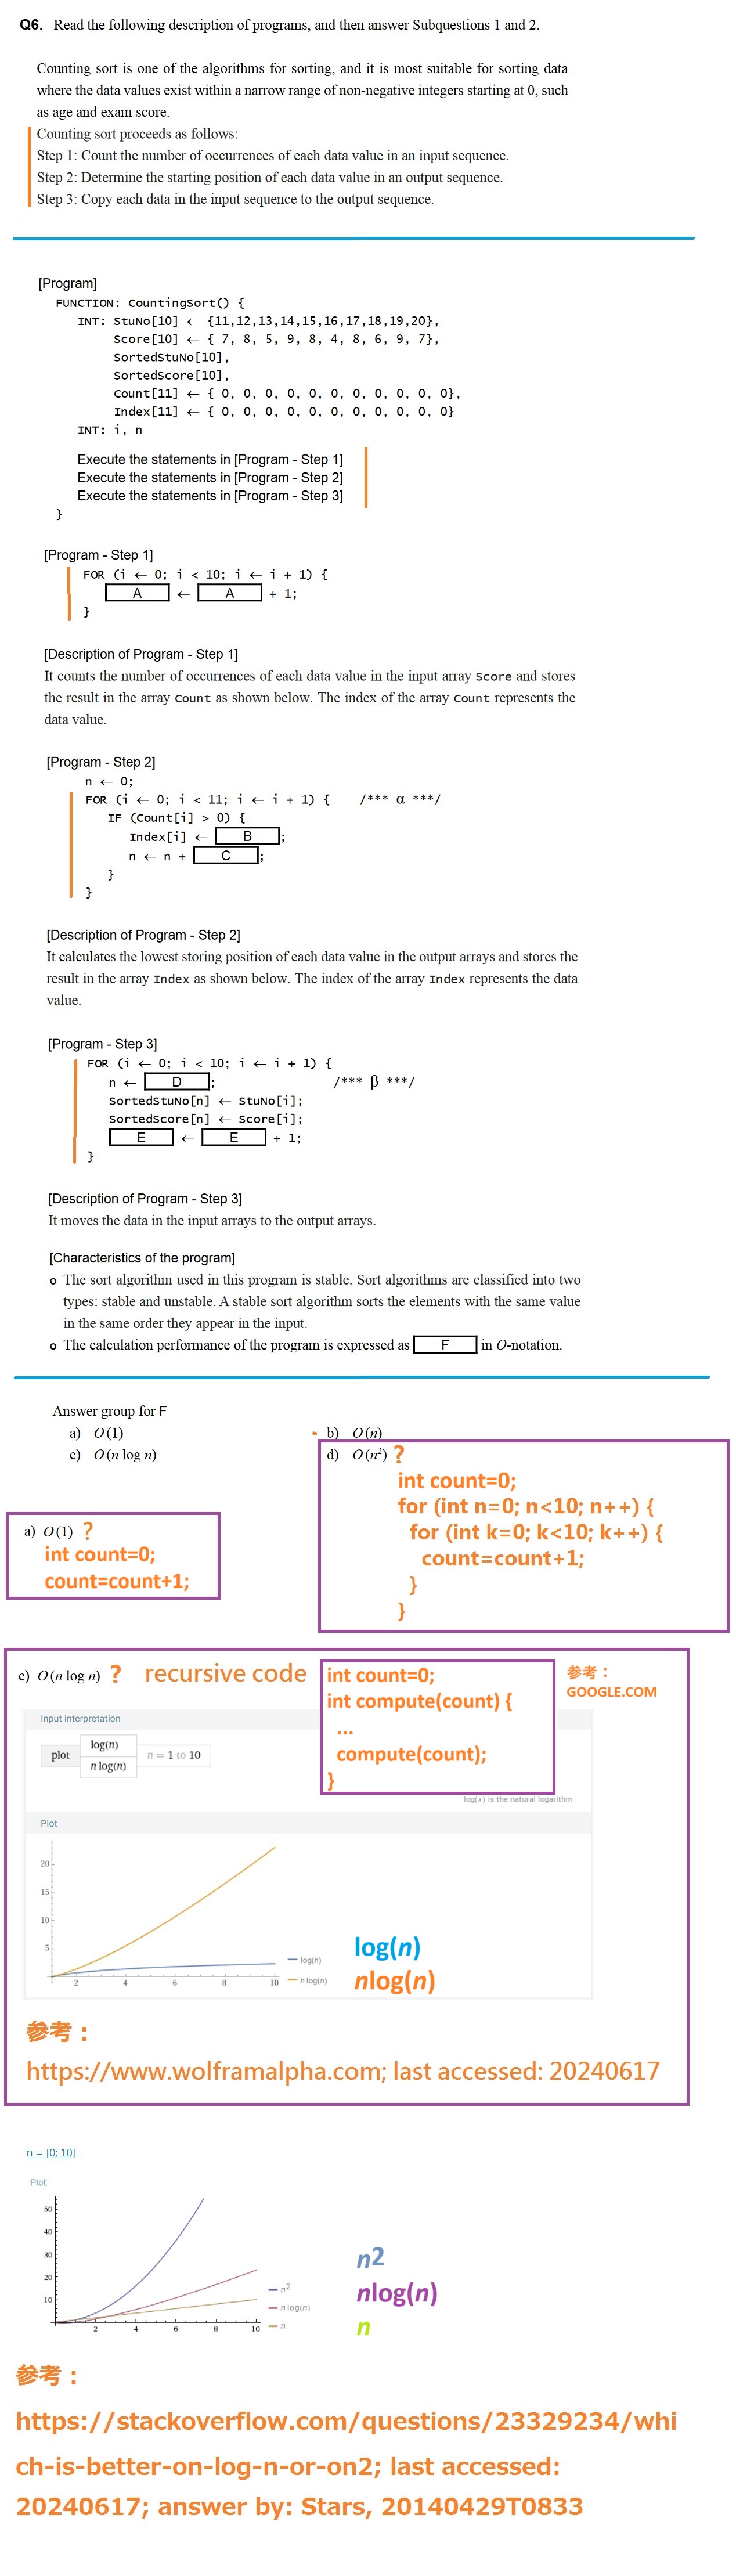 Q6. Read the following description of programs, and then answer Subquestions 1 and 2.
Counting sort is one of the algorithms for sorting, and it is most suitable for sorting data
where the data values exist within a narrow range of non-negative integers starting at 0, such
as age and exam score.
Counting sort proceeds as follows:
Step 1: Count the number of occurrences of each data value in an input sequence.
Step 2: Determine the starting position of each data value in an output sequence.
Step 3: Copy each data in the input sequence to the output sequence.
[Program]
FUNCTION: CountingSort() {
INT: StuNo[10] ← {11,12,13,14,15,16,17,18,19,20},
Score[10] ← { 7, 8, 5, 9, 8, 4, 8, 6, 9, 7},
SortedStuNo[10],
SortedScore[10],
Count[11] ← { 0, 0, 0, 0, 0, 0, 0, 0, 0, 0, 0},
Index[11] ← { 0, 0, 0, 0, 0, 0, 0, 0, 0, 0, 0}
INT: i, n
Execute the statements in [Program - Step 1]
Execute the statements in [Program - Step 2]
Execute the statements in [Program - Step 3]
}
[Program - Step 1]
FOR (i ← 0; i < 10; i ← i + 1) {
A ← A + 1;
}
[Description of Program - Step 1]
It counts the number of occurrences of each data value in the input array Score and stores
the result in the array Count as shown below. The index of the array Count represents the
data value.
[Program - Step 2]
n ← 0;
FOR (i ← 0; i < 11; i ← i + 1) { /*** α ***/
IF (Count[i] > 0) {
Index[i] ← B ;
n ← n + C ;
}
}
[Description of Program - Step 2]
It calculates the lowest storing position of each data value in the output arrays and stores the
result in the array Index as shown below. The index of the array Index represents the data
value.
[Program - Step 3]
FOR (i ← 0; i < 10; i ← i + 1) {
n ← D ; /*** β ***/
SortedStuNo[n] ← StuNo[i];
SortedScore[n] ← Score[i];
E ← E + 1;
}
[Description of Program - Step 3]
It moves the data in the input arrays to the output arrays.
[Characteristics of the program]
o The sort algorithm used in this program is stable. Sort algorithms are classified into two
types: stable and unstable. A stable sort algorithm sorts the elements with the same value
in the same order they appear in the input.
o The calculation performance of the program is expressed as F in O-notation.
Answer group for F
a) O(1) b) O(n)
c) O(n log n) d) O(n²) ?
int count=0;
for (int n=0; n<10; n++) {
for (int k=0; k<10; k++) {
count=count+1;
}
}
a) O(1) ?
int count=0;
count=count+1;
c) O(n log n) ? recursive code
int count=0;
int compute(count) {
...
compute(count);
}
参考：
GOOGLE.COM
Input interpretation
plot log(n) n log(n) n = 1 to 10
log(x) is the natural logarithm
Plot
20
15
10
5
2 4 6 8 10
log(n)
n log(n)
log(n)
nlog(n)
参考：
https://www.wolframalpha.com; last accessed: 20240617
n = [0; 10]
Plot:
50
40
30
20
10
2 4 6 8 10
n²
n log(n)
n
n2
nlog(n)
n
参考：
https://stackoverflow.com/questions/23329234/whi
ch-is-better-on-log-n-or-on2; last accessed:
20240617; answer by: Stars, 20140429T0833